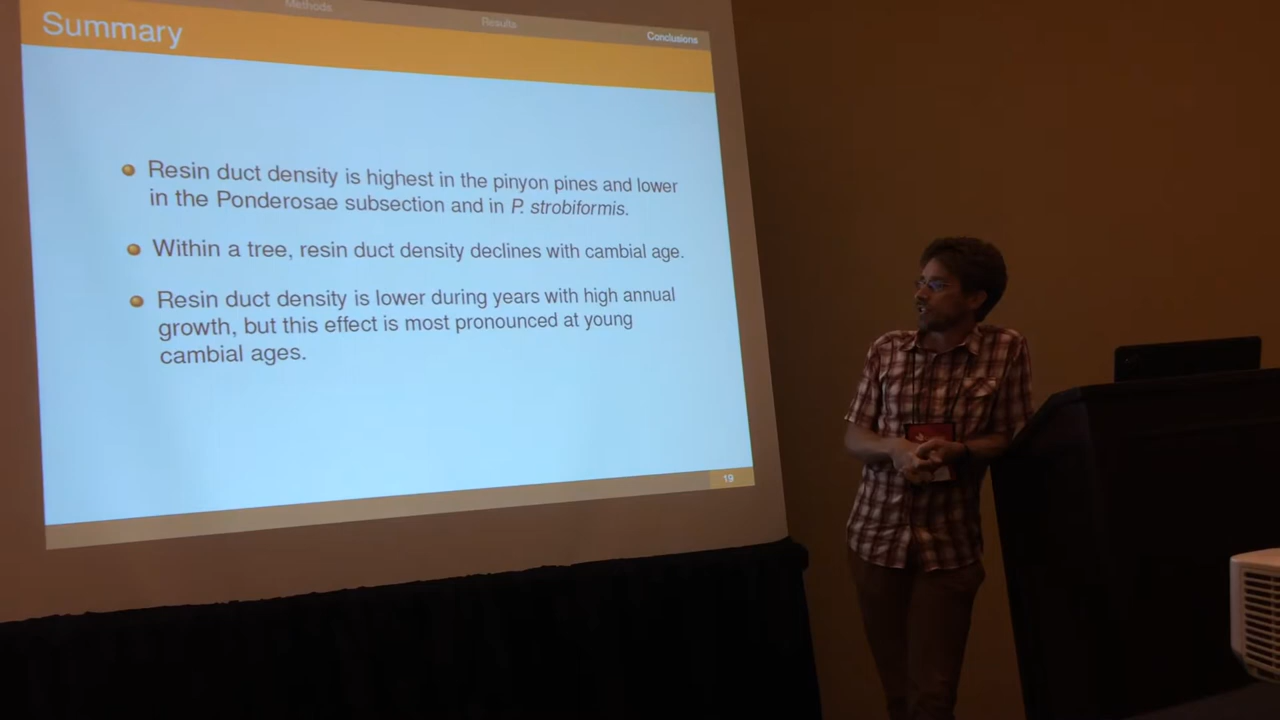 Methods
Results
Conclusions
Summary
Resin duct density is highest in the pinyon pines and lower
in the Ponderosae subsection and in P. strobiformis.
Within a tree, resin duct density declines with cambial age.
Resin duct density is lower during years with high annual
growth, but this effect is most pronounced at young
cambial ages.
19